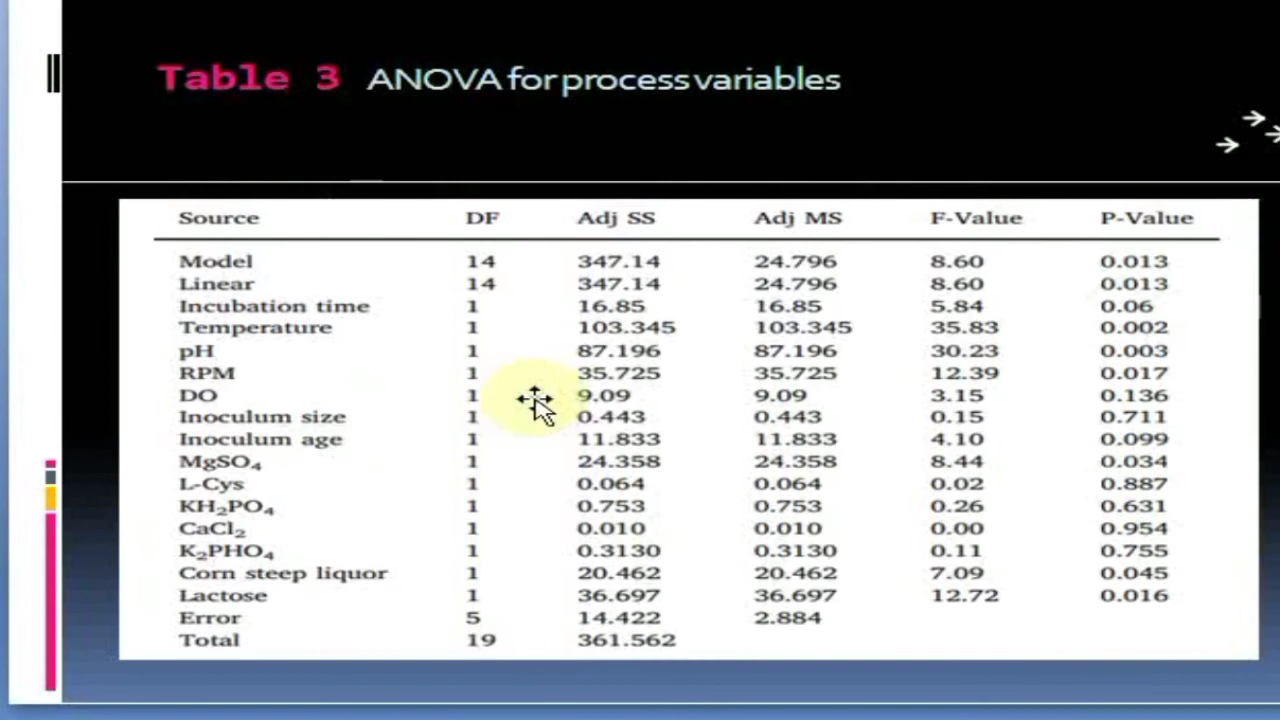 Table 3 ANOVA for process variables
Source DF Adj SS Adj MS F-Value P-Value
Model 14 347.14 24.796 8.60 0.013
Linear 14 347.14 24.796 8.60 0.013
Incubation time 1 16.85 16.85 5.84 0.06
Temperature 1 103.345 103.345 35.83 0.002
pH 1 87.196 87.196 30.23 0.003
RPM 1 35.725 35.725 12.39 0.017
DO 1 9.09 9.09 3.15 0.136
Inoculum size 1 0.443 0.443 0.15 0.711
Inoculum age 1 11.833 11.833 4.10 0.099
MgSO₄ 1 24.358 24.358 8.44 0.034
L-Cys 1 0.064 0.064 0.02 0.887
KH₂PO₄ 1 0.753 0.753 0.26 0.631
CaCl₂ 1 0.010 0.010 0.00 0.954
K₂PHO₄ 1 0.3130 0.3130 0.11 0.755
Corn steep liquor 1 20.462 20.462 7.09 0.045
Lactose 1 36.697 36.697 12.72 0.016
Error 5 14.422 2.884
Total 19 361.562